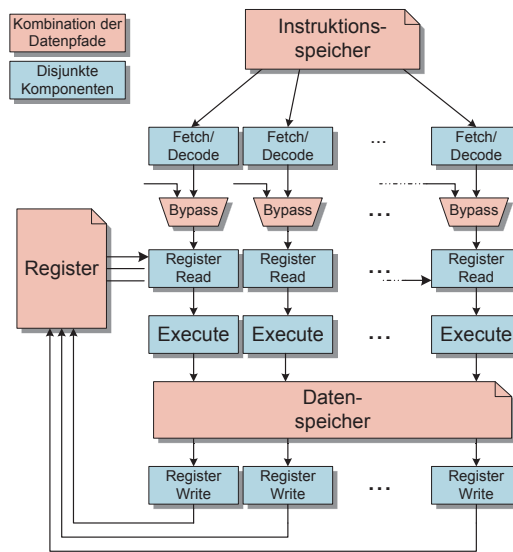 Kombination der
Datenpfade
Disjunkte
Komponenten
Instruktions-
speicher
Fetch/
Decode
Fetch/
Decode
...
Fetch/
Decode
Bypass
Bypass
...
Bypass
Register
Register
Read
Register
Read
...
Register
Read
Execute
Execute
...
Execute
Daten-
speicher
Register
Write
Register
Write
...
Register
Write